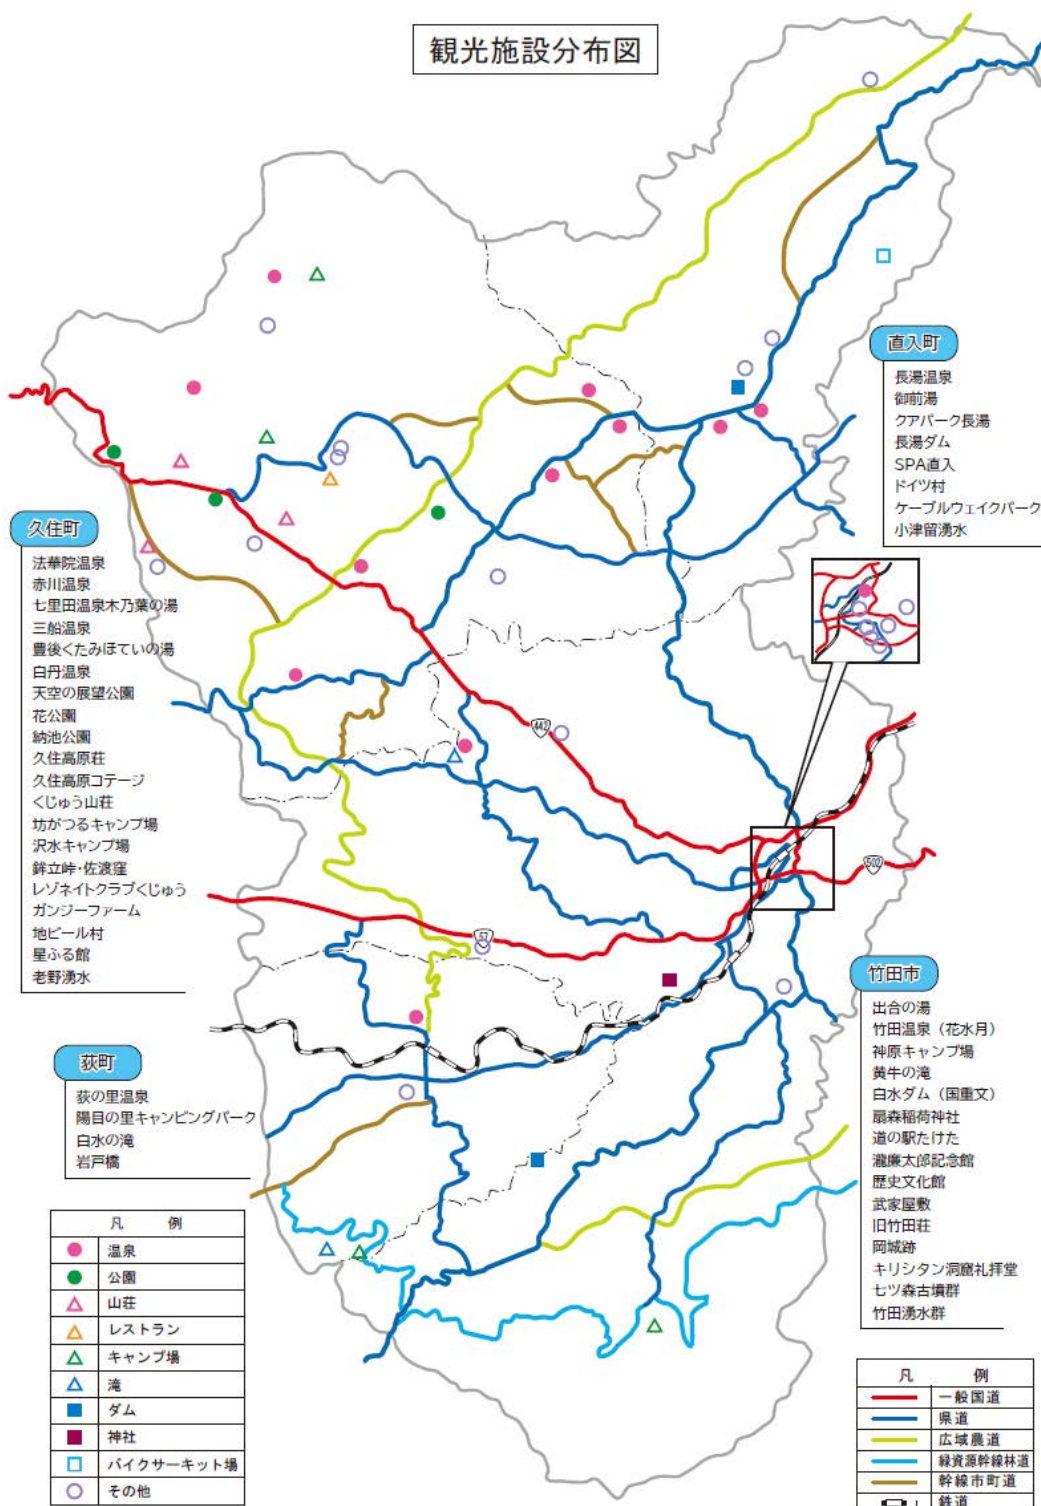 観光施設分布図
直入町
長湯温泉
御前湯
クアパーク長湯
長湯ダム
SPA直入
ドイツ村
ケーブルウェイクパーク
小津留湧水
久住町
法華院温泉
赤川温泉
七里田温泉木乃葉の湯
三船温泉
豊後くたみほていの湯
白丹温泉
天空の展望公園
花公園
納池公園
久住高原荘
久住高原コテージ
くじゅう山荘
坊がつるキャンプ場
沢水キャンプ場
鉾立峠・佐渡窪
レゾネイトクラブくじゅう
ガンジーファーム
地ビール村
星ふる館
老野湧水
442
502
57
竹田市
出合の湯
竹田温泉（花水月）
神原キャンプ場
黄牛の滝
白水ダム（国重文）
扇森稲荷神社
道の駅たけた
瀧廉太郎記念館
歴史文化館
武家屋敷
旧竹田荘
岡城跡
キリシタン洞窟礼拝堂
七ツ森古墳群
竹田湧水群
荻町
荻の里温泉
陽目の里キャンピングパーク
白水の滝
岩戸橋
凡 例
温泉
公園
山荘
レストラン
キャンプ場
滝
ダム
神社
バイクサーキット場
その他
凡 例
一般国道
県道
広域農道
緑資源幹線林道
幹線市町道
鉄道